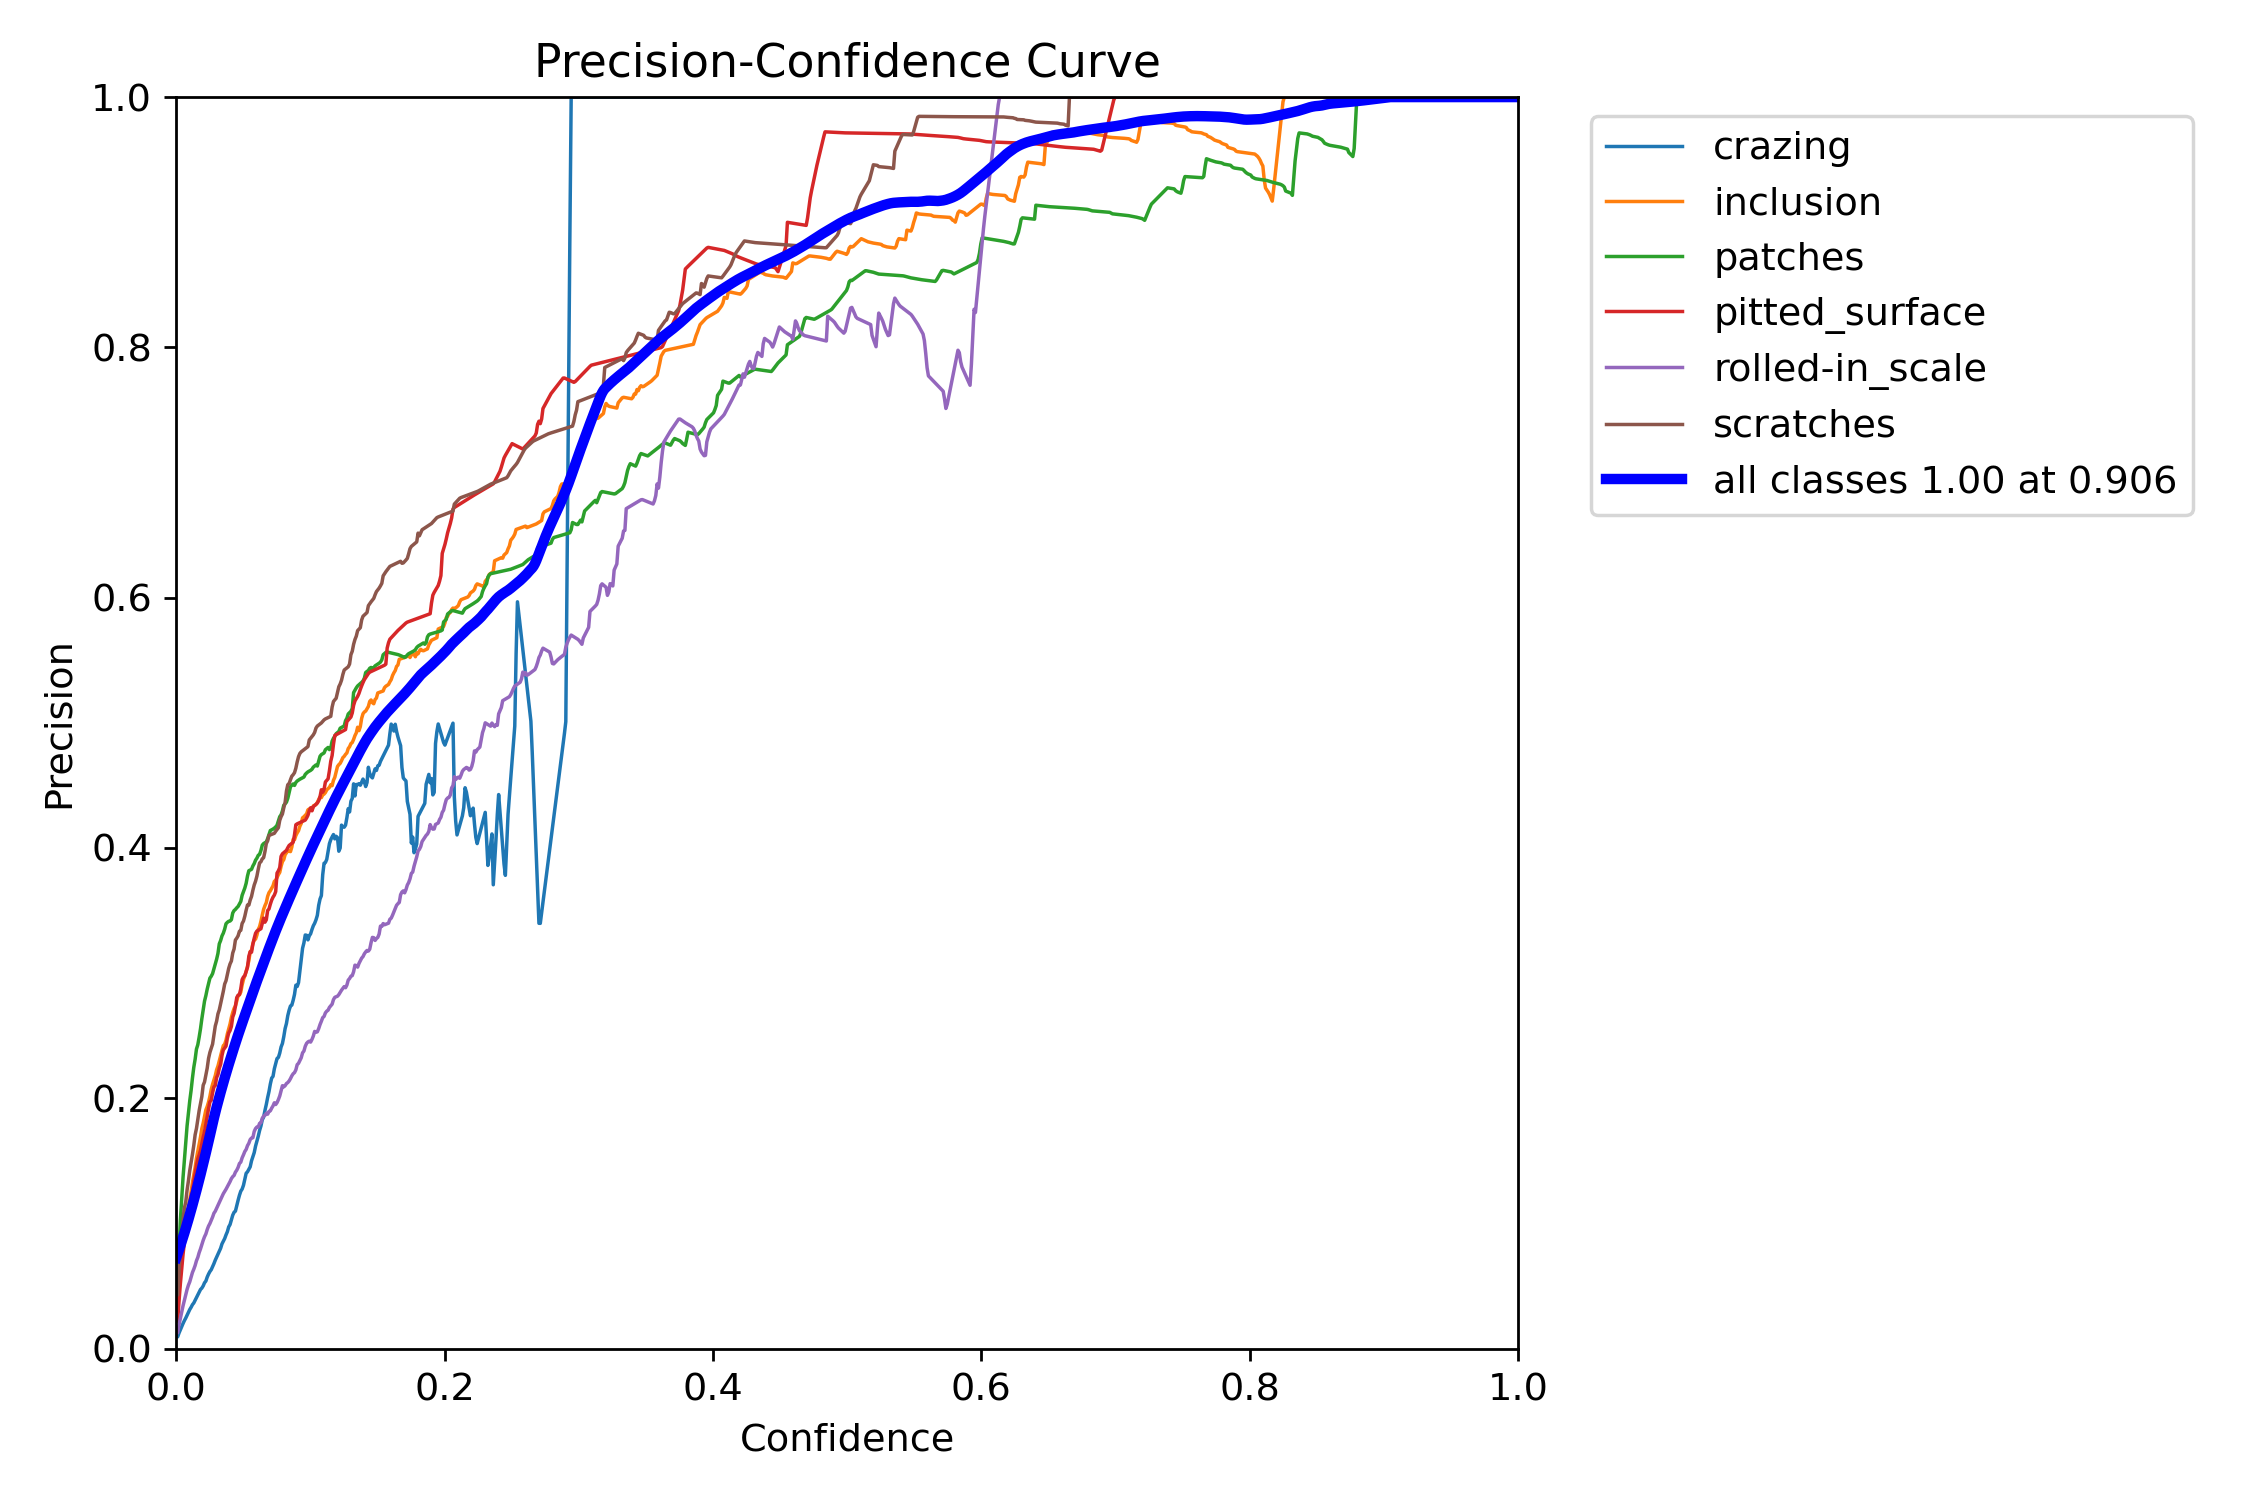 Precision-Confidence Curve
1.0
0.8
0.6
0.4
0.2
0.0
Precision
0.0 0.2 0.4 0.6 0.8 1.0
Confidence
crazing
inclusion
patches
pitted_surface
rolled-in_scale
scratches
all classes 1.00 at 0.906